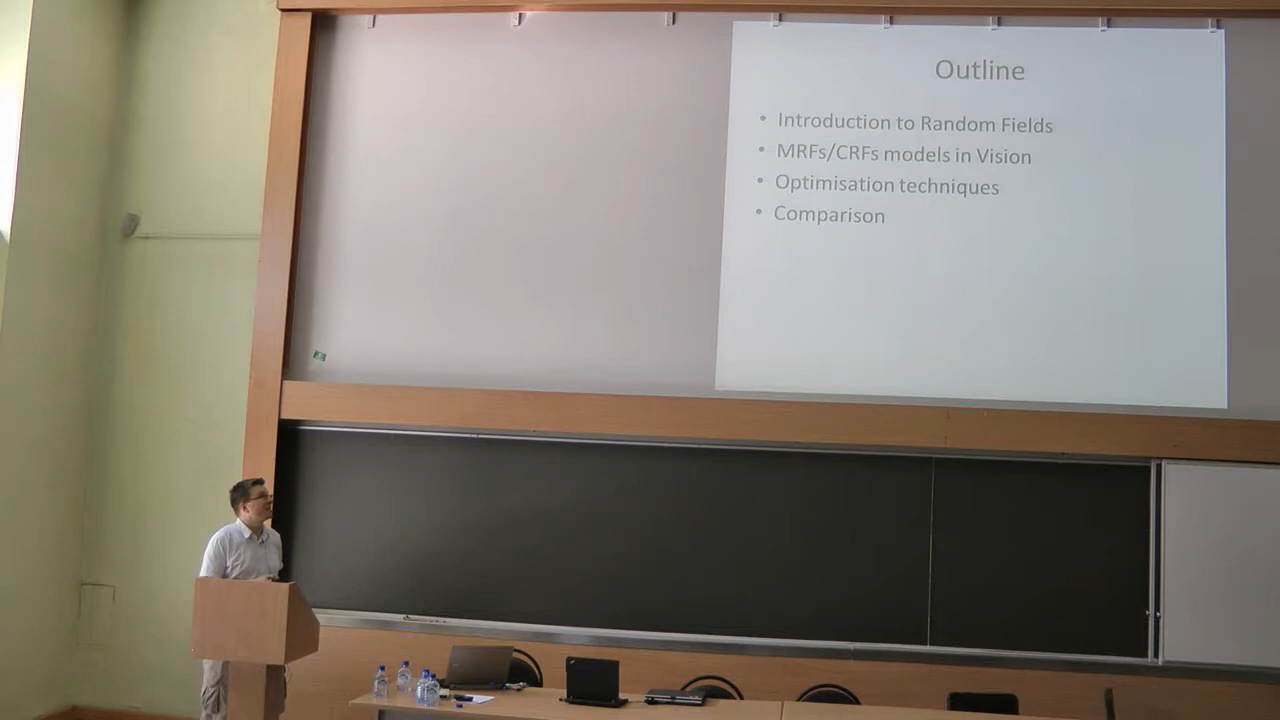 Outline
• Introduction to Random Fields
• MRFs/CRFs models in Vision
• Optimisation techniques
• Comparison